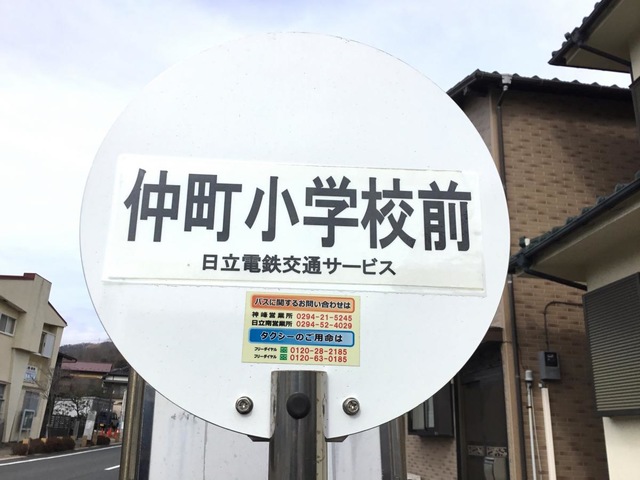 仲町小学校前
日立電鉄交通サービス
バスに関するお問い合わせは
神峰営業所 0294-21-5245
日立南営業所 0294-52-4029
タクシーのご用命は
フリーダイヤル 0120-28-2185
フリーダイヤル 0120-63-0185